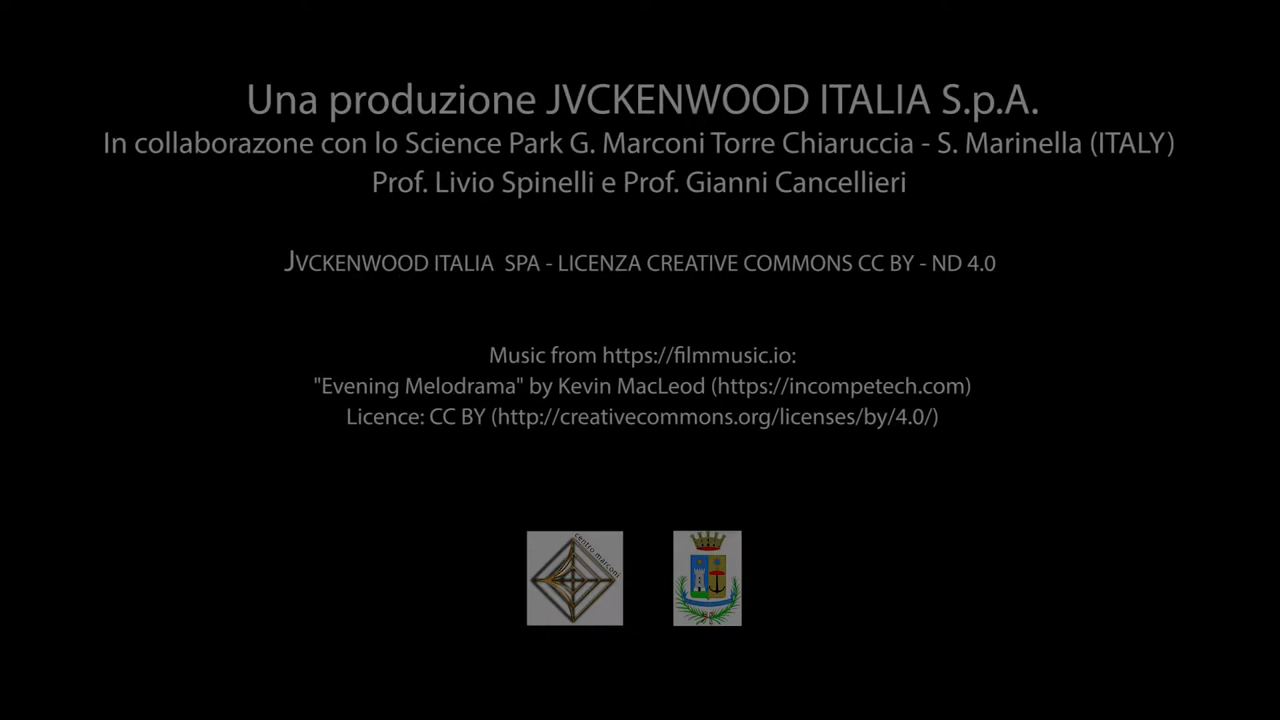 Una produzione JVCKENWOOD ITALIA S.p.A.
In collaborazone con lo Science Park G. Marconi Torre Chiaruccia - S. Marinella (ITALY)
Prof. Livio Spinelli e Prof. Gianni Cancellieri
JVCKENWOOD ITALIA SPA - LICENZA CREATIVE COMMONS CC BY - ND 4.0
Music from https://filmmusic.io:
"Evening Melodrama" by Kevin MacLeod (https://incompetech.com)
Licence: CC BY (http://creativecommons.org/licenses/by/4.0/)
centro marconi